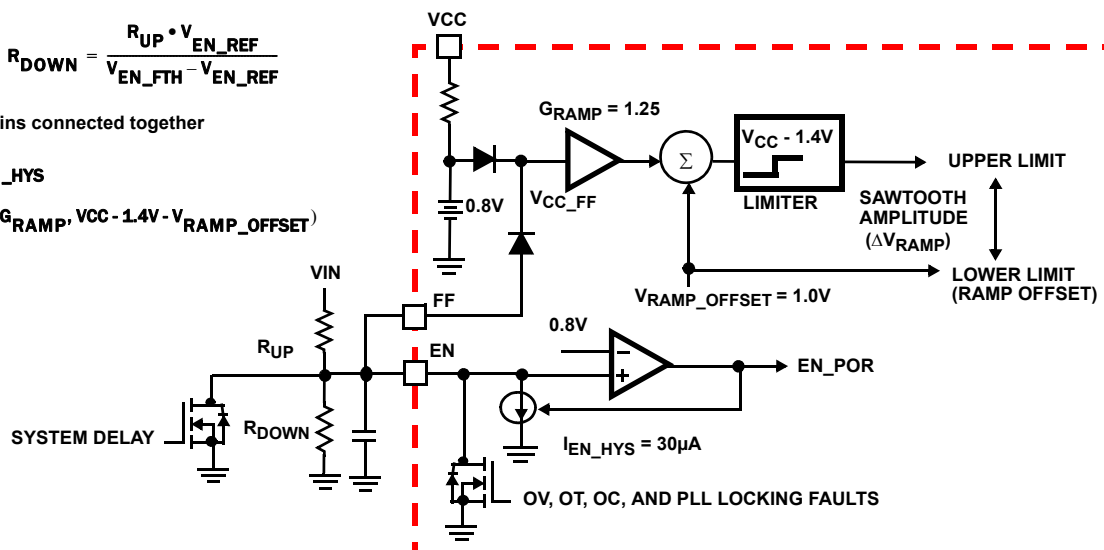 R_DOWN = R_UP • V_EN_REF / V_EN_FTH – V_EN_REF
ins connected together
_HYS
G_RAMP, VCC - 1.4V - V_RAMP_OFFSET)
VCC
G_RAMP = 1.25
Σ
V_CC - 1.4V
LIMITER
UPPER LIMIT
0.8V
V_CC_FF
SAWTOOTH
AMPLITUDE
(ΔV_RAMP)
LOWER LIMIT
(RAMP OFFSET)
V_RAMP_OFFSET = 1.0V
VIN
FF
R_UP
EN
0.8V
–
+
EN_POR
SYSTEM DELAY
R_DOWN
I_EN_HYS = 30µA
OV, OT, OC, AND PLL LOCKING FAULTS